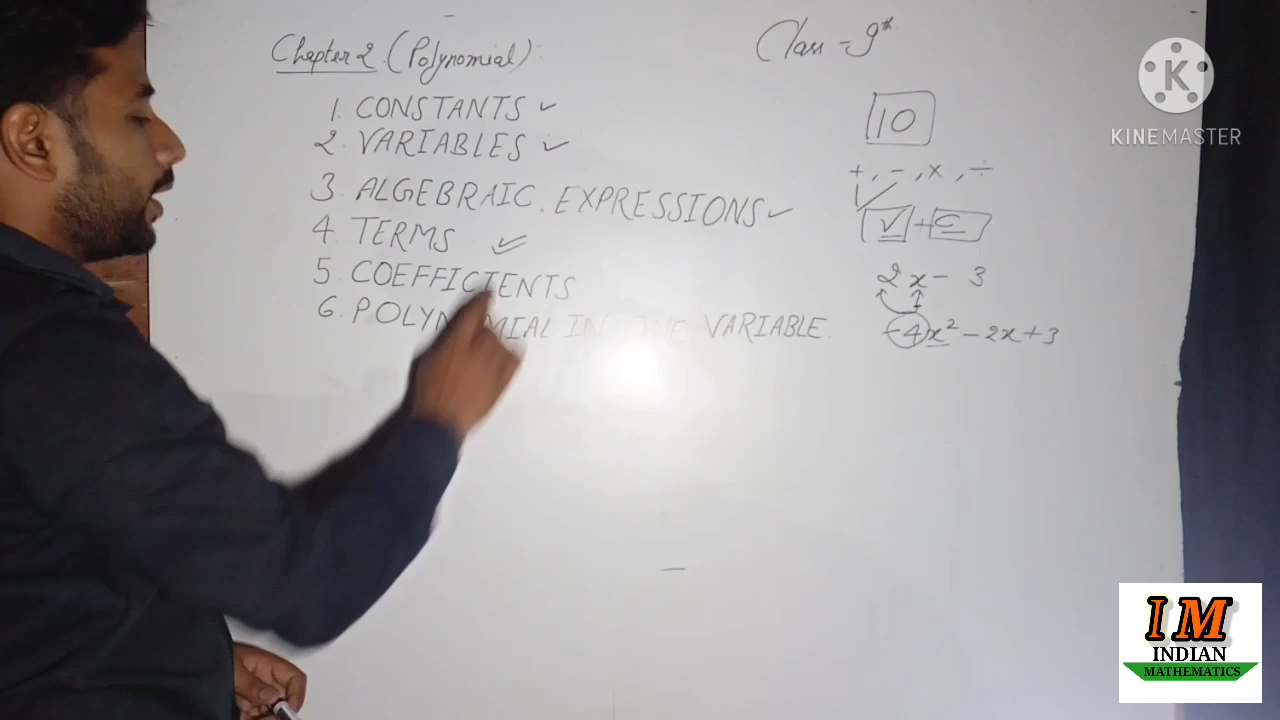 Chapter 2 (Polynomial)
Class - 9th
1. CONSTANTS ✓
2. VARIABLES ✓
3 ALGEBRAIC. EXPRESSIONS ✓
4. TERMS ✓
5 COEFFICIENTS
6. POLYNOMIAL IN ONE VARIABLE.
10
+, -, ×, ÷
V + C
2x - 3
-4x² - 2x + 3
K
KINEMASTER
IM
INDIAN
MATHEMATICS